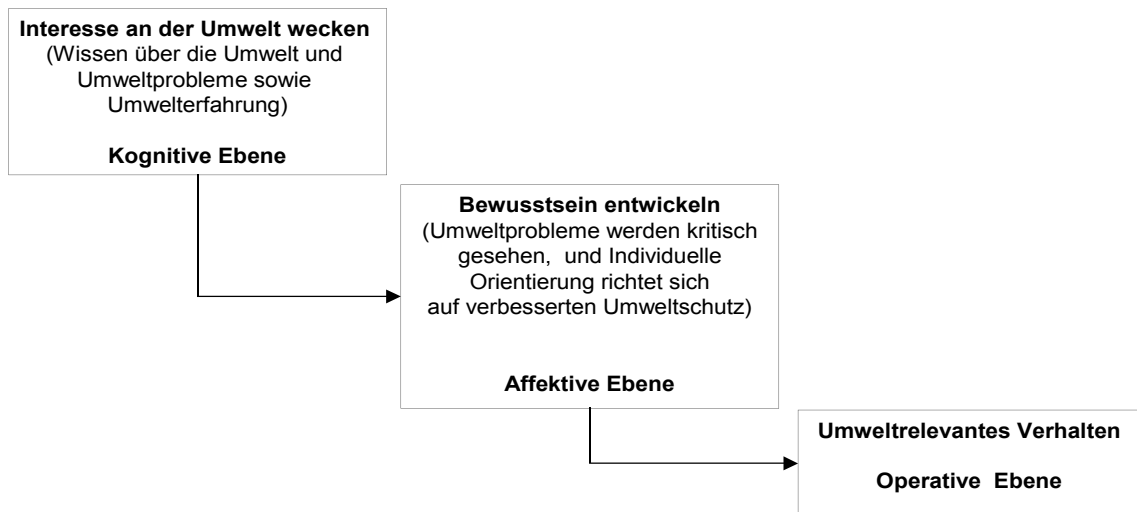 Interesse an der Umwelt wecken
(Wissen über die Umwelt und
Umweltprobleme sowie
Umwelterfahrung)
Kognitive Ebene
Bewusstsein entwickeln
(Umweltprobleme werden kritisch
gesehen, und Individuelle
Orientierung richtet sich
auf verbesserten Umweltschutz)
Affektive Ebene
Umweltrelevantes Verhalten
Operative Ebene